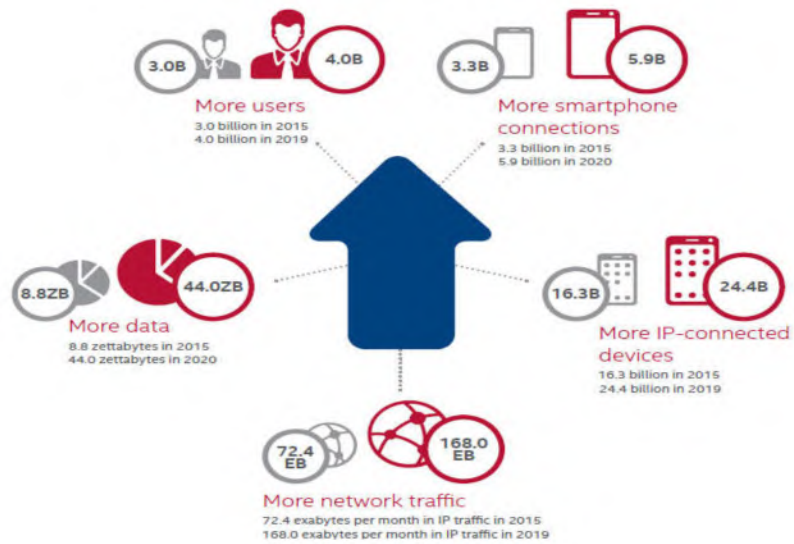 3.0B
4.0B
More users
3.0 billion in 2015
4.0 billion in 2019
3.3B
5.9B
More smartphone
connections
3.3 billion in 2015
5.9 billion in 2020
8.8ZB
44.0ZB
More data
8.8 zettabytes in 2015
44.0 zettabytes in 2020
16.3B
24.4B
More IP-connected
devices
16.3 billion in 2015
24.4 billion in 2019
72.4
EB
168.0
EB
More network traffic
72.4 exabytes per month in IP traffic in 2015
168.0 exabytes per month in IP traffic in 2019